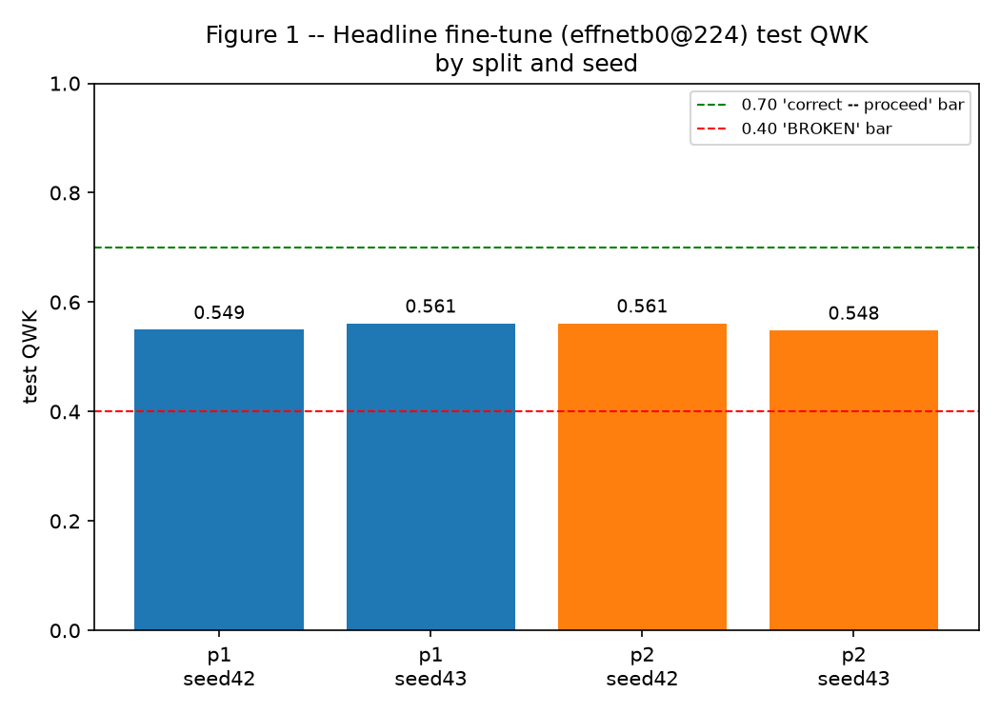 Figure 1 -- Headline fine-tune (effnetb0@224) test QWK
by split and seed
1.0
0.8
0.6
0.4
0.2
0.0
test QWK
0.70 'correct -- proceed' bar
0.40 'BROKEN' bar
0.549
0.561
0.561
0.548
p1
seed42
p1
seed43
p2
seed42
p2
seed43